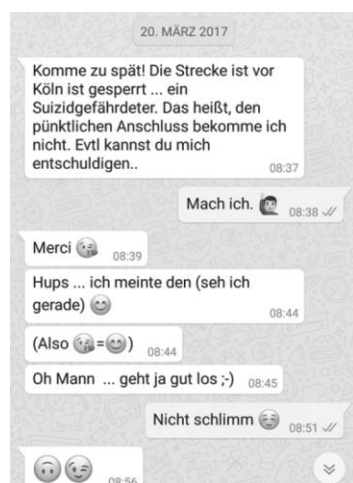 20. MÄRZ 2017
Komme zu spät! Die Strecke ist vor
Köln ist gesperrt ... ein
Suizidgefährdeter. Das heißt, den
pünktlichen Anschluss bekomme ich
nicht. Evtl kannst du mich
entschuldigen..
08:37
Mach ich. 🙋‍♂️ 08:38
Merci 😘 08:39
Hups ... ich meinte den (seh ich
gerade) 😊 08:44
(Also 😘=😊) 08:44
Oh Mann ... geht ja gut los ;-) 08:45
Nicht schlimm ☺️ 08:51
🙃😉 08:56